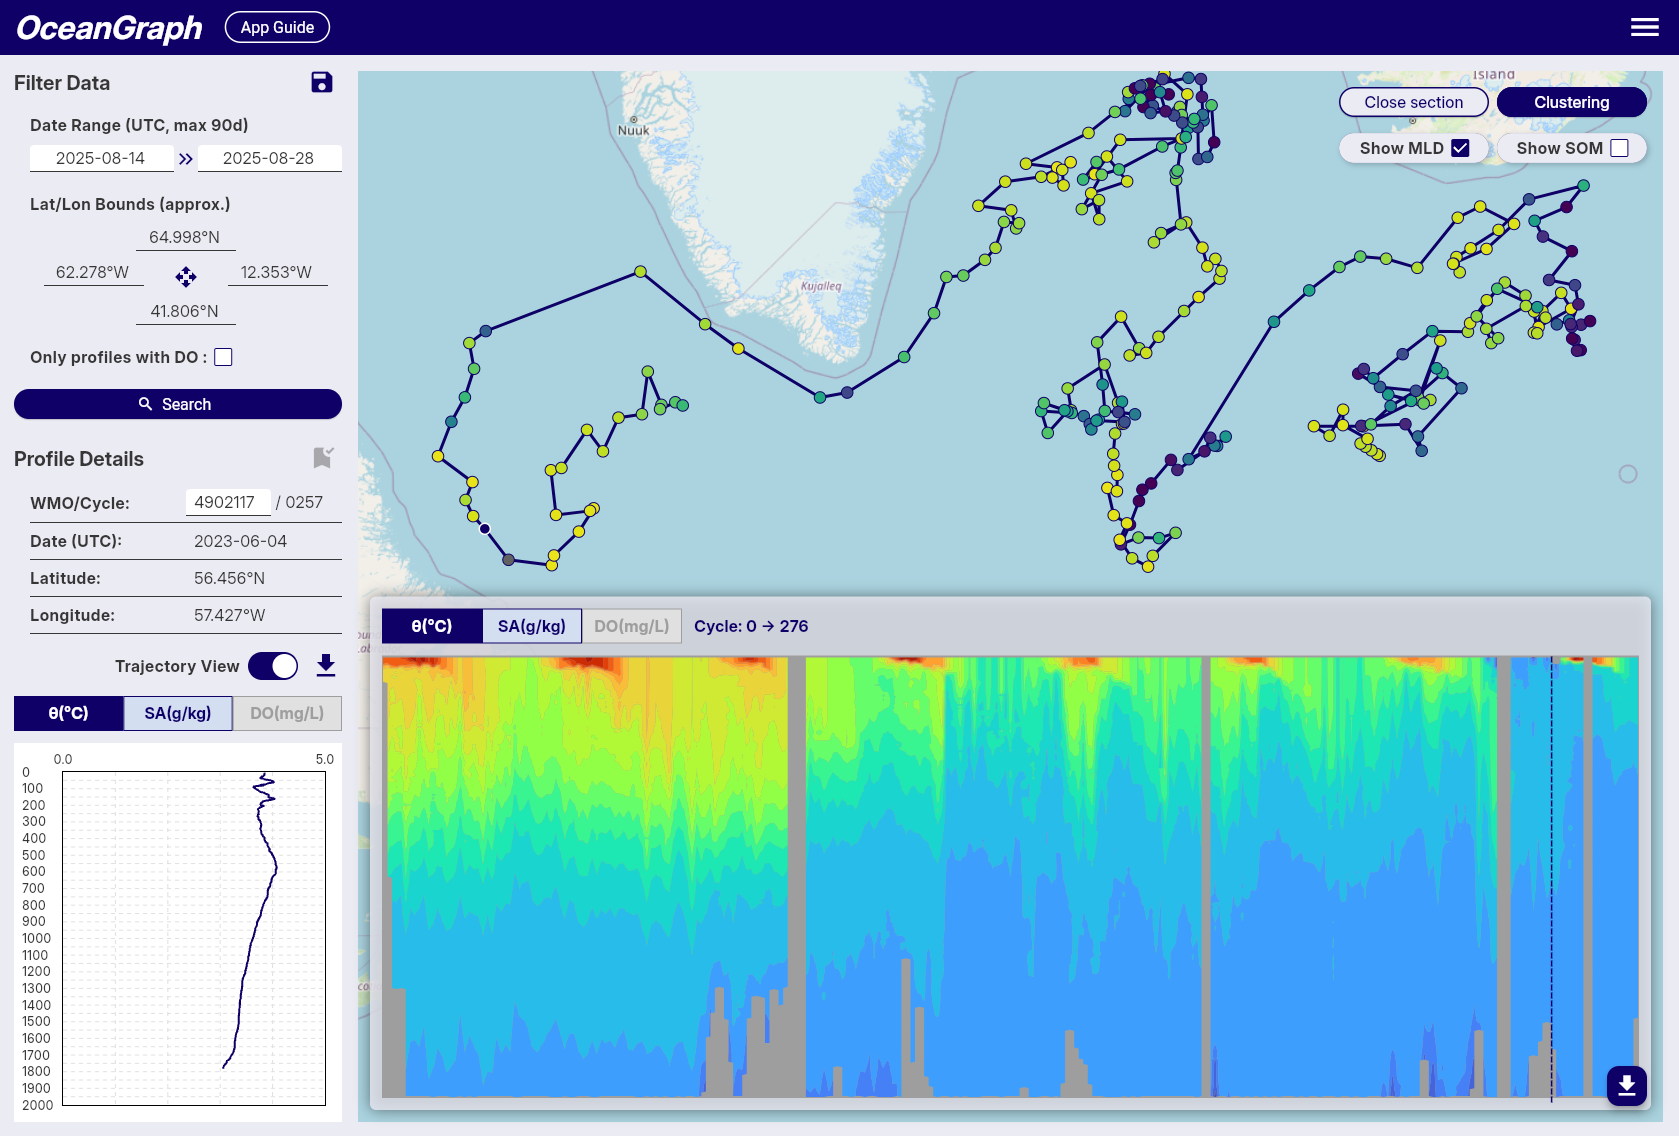 OceanGraph
App Guide
Filter Data
Date Range (UTC, max 90d)
2025-08-14
2025-08-28
Lat/Lon Bounds (approx.)
64.998°N
62.278°W
12.353°W
41.806°N
Only profiles with DO :
Search
Profile Details
WMO/Cycle:
4902117 / 0257
Date (UTC):
2023-06-04
Latitude:
56.456°N
Longitude:
57.427°W
Trajectory View
θ(°C)
SA(g/kg)
DO(mg/L)
0.0
5.0
0
100
200
300
400
500
600
700
800
900
1000
1100
1200
1300
1400
1500
1600
1700
1800
1900
2000
Nuuk
Kujalleq
Island
Close section
Clustering
Show MLD
Show SOM
θ(°C)
SA(g/kg)
DO(mg/L)
Cycle: 0 → 276